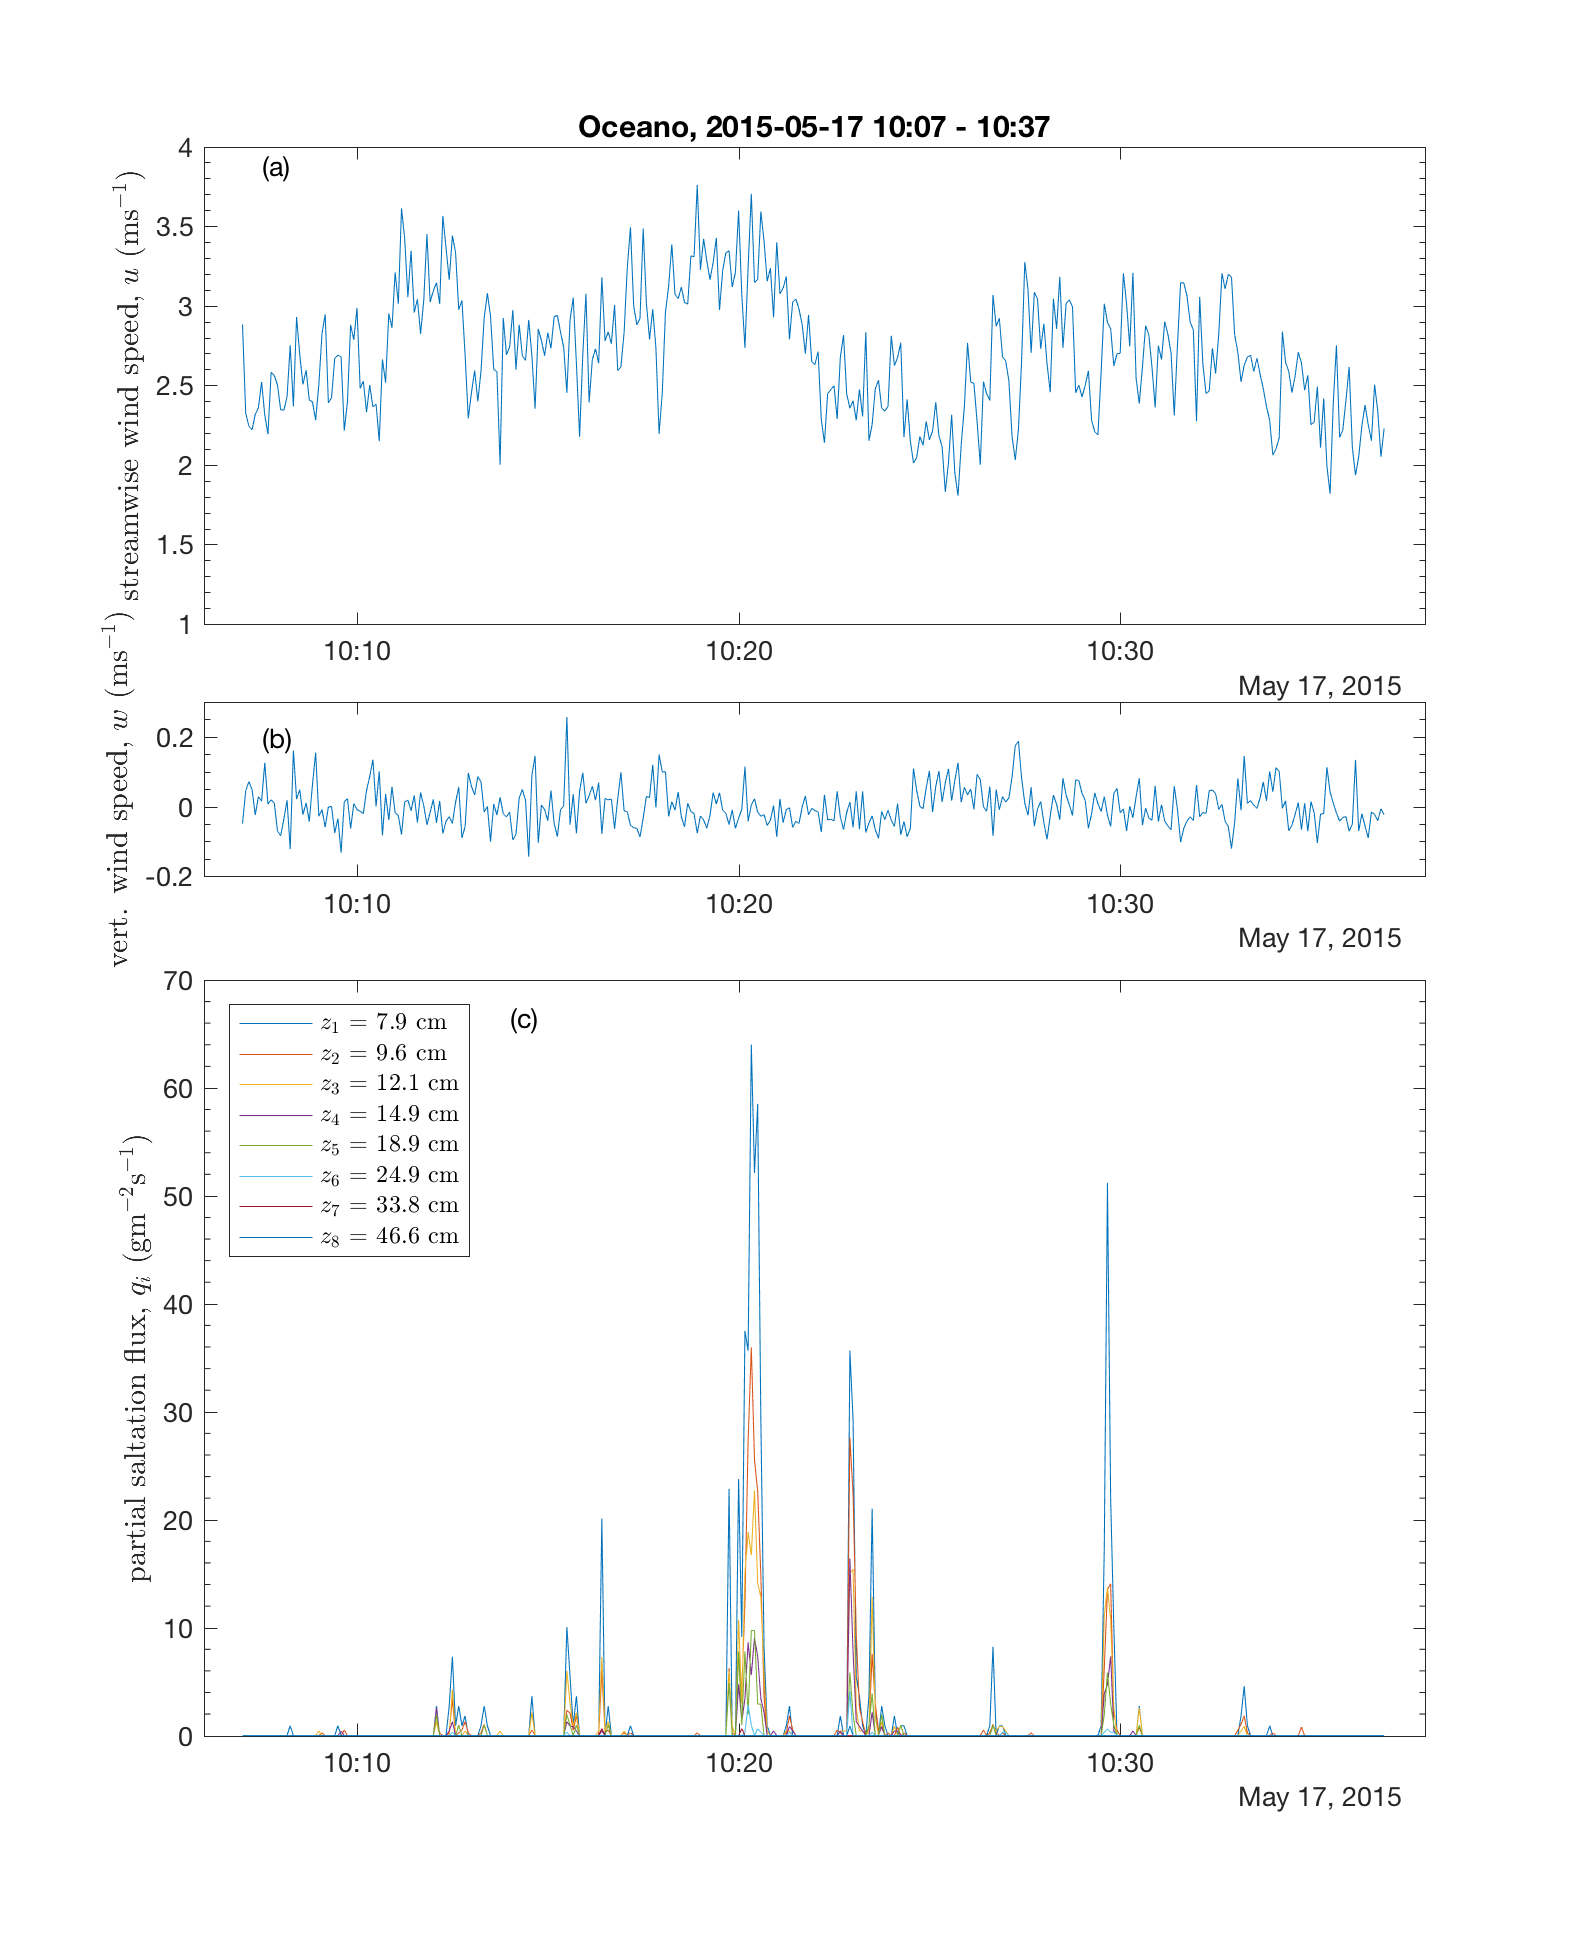 Oceano, 2015-05-17 10:07 - 10:37
(a)
streamwise wind speed, u (ms⁻¹)
4
3.5
3
2.5
2
1.5
1
10:10 10:20 10:30
May 17, 2015
(b)
vert. wind speed, w (ms⁻¹)
0.2
0
-0.2
10:10 10:20 10:30
May 17, 2015
(c)
partial saltation flux, qᵢ (gm⁻²s⁻¹)
70
60
50
40
30
20
10
0
z₁ = 7.9 cm
z₂ = 9.6 cm
z₃ = 12.1 cm
z₄ = 14.9 cm
z₅ = 18.9 cm
z₆ = 24.9 cm
z₇ = 33.8 cm
z₈ = 46.6 cm
10:10 10:20 10:30
May 17, 2015